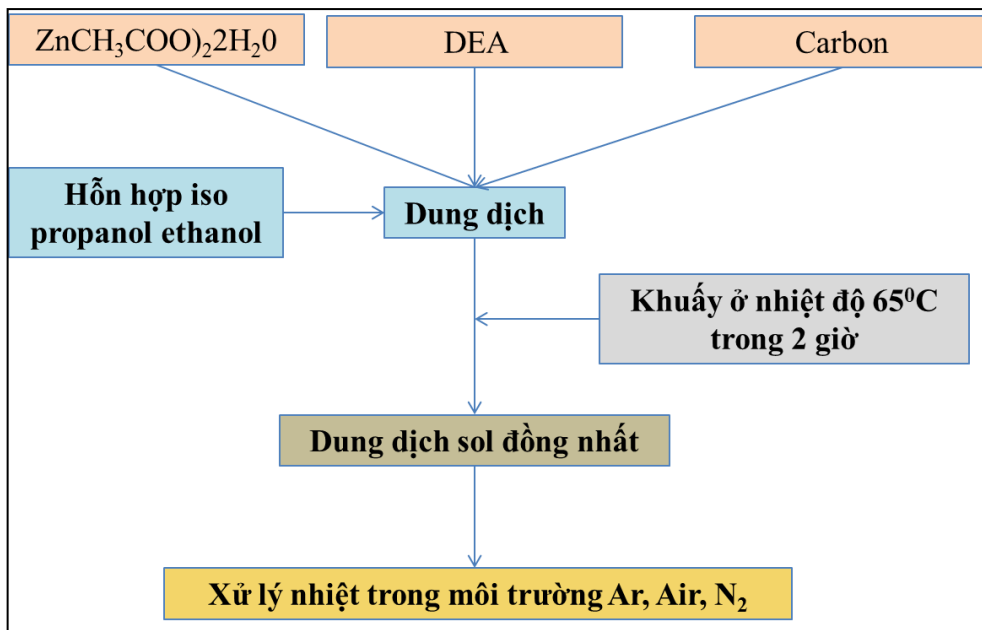 ZnCH₃COO)₂2H₂0
DEA
Carbon
Hỗn hợp iso
propanol ethanol
Dung dịch
Khuấy ở nhiệt độ 65⁰C
trong 2 giờ
Dung dịch sol đồng nhất
Xử lý nhiệt trong môi trường Ar, Air, N₂